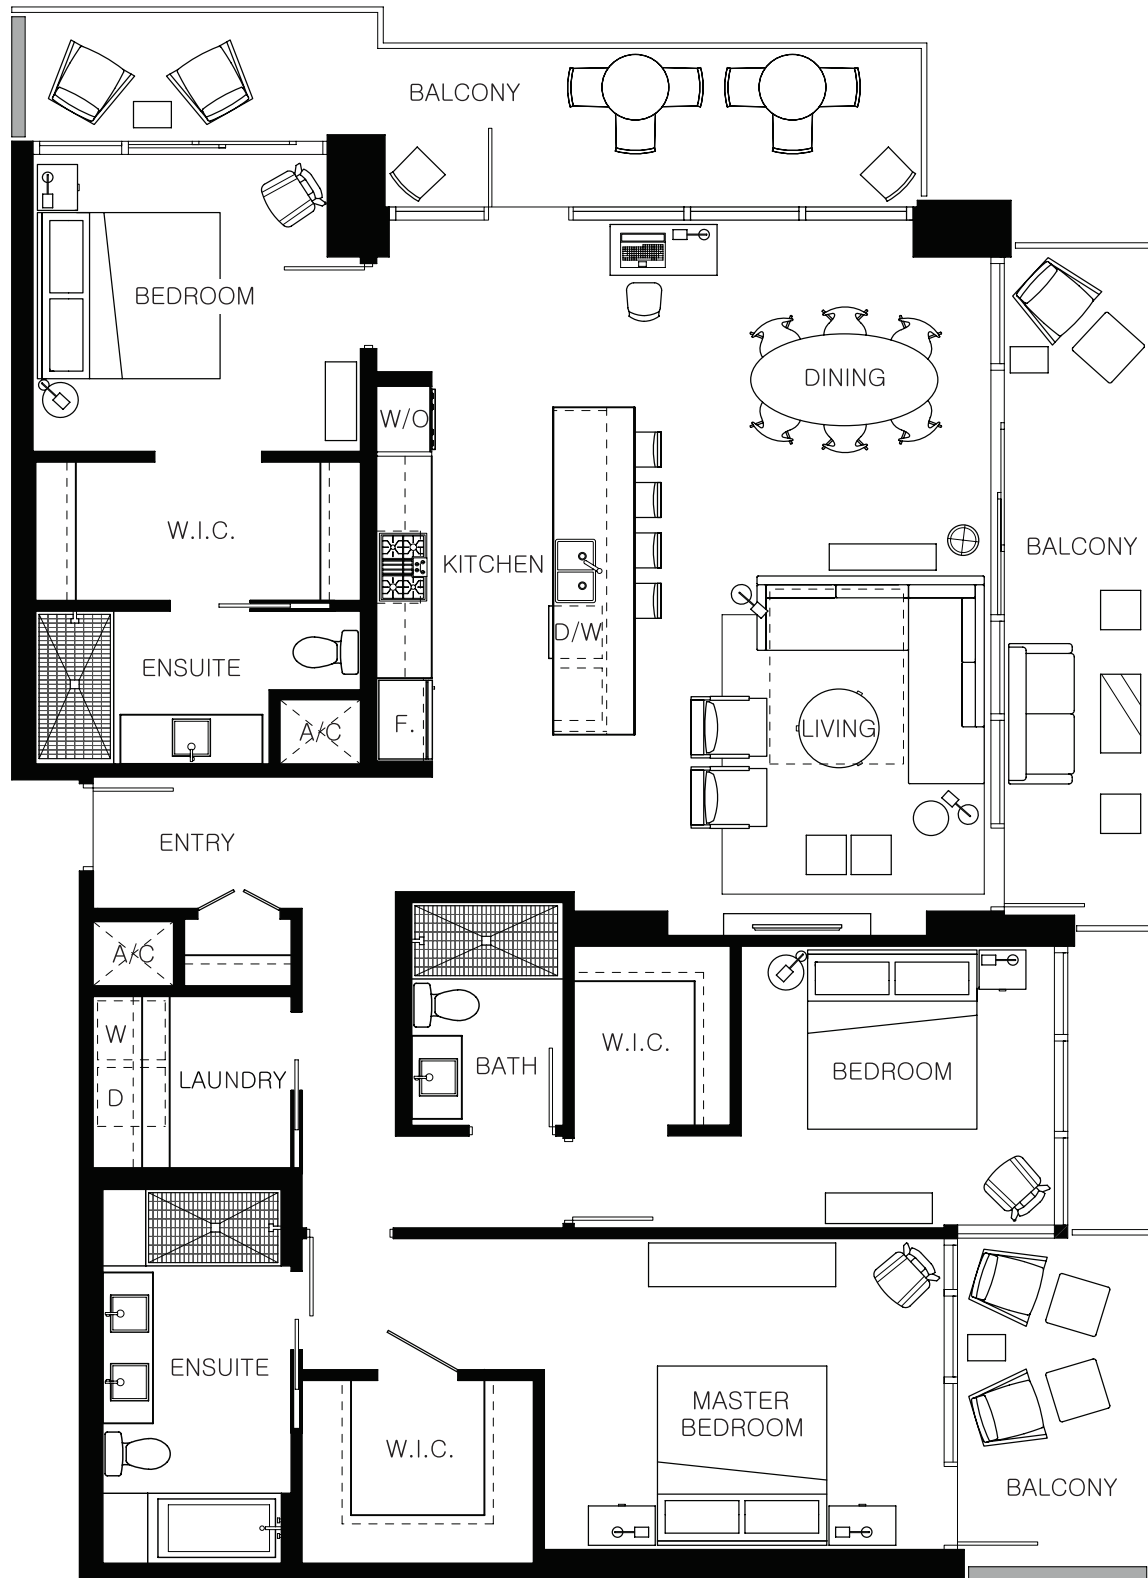 BALCONY
BEDROOM
DINING
W/O
W.I.C.
KITCHEN
BALCONY
D/W
ENSUITE
A/C
F.
LIVING
ENTRY
A/C
W
W.I.C.
BATH
BEDROOM
LAUNDRY
D
ENSUITE
MASTER
BEDROOM
W.I.C.
BALCONY